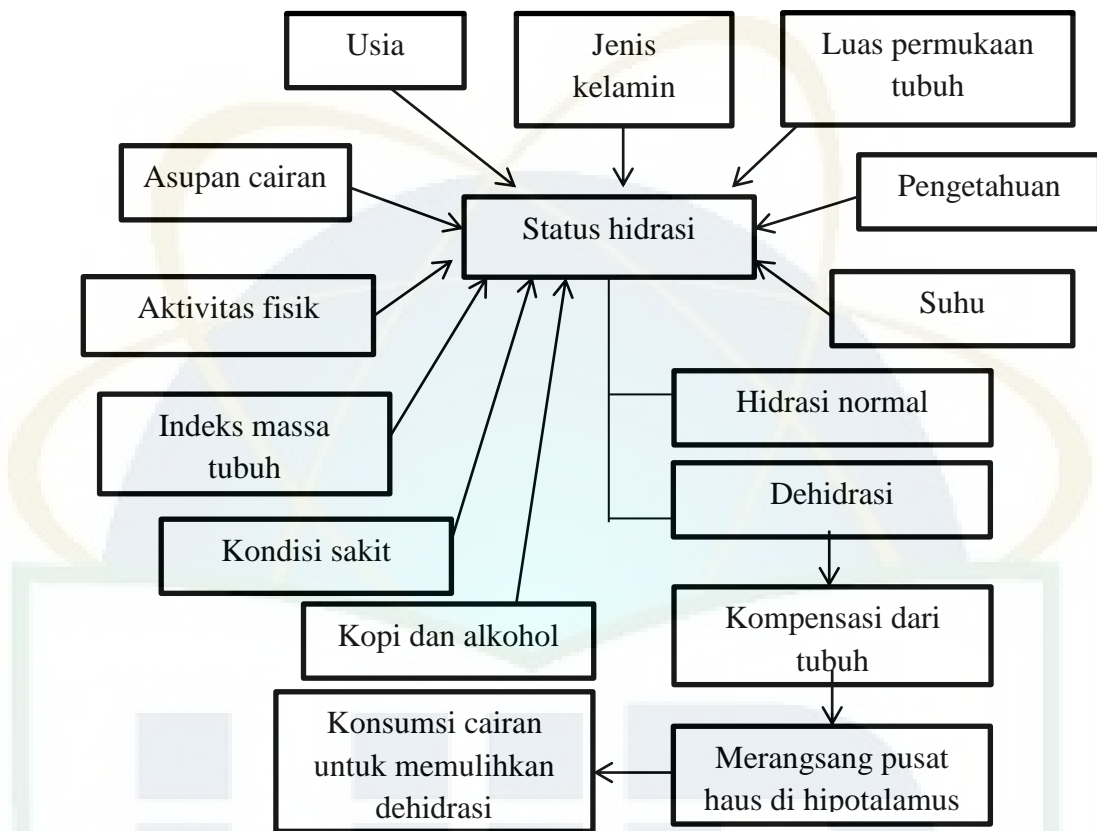 Usia
Jenis
kelamin
Luas permukaan
tubuh
Asupan cairan
Pengetahuan
Status hidrasi
Aktivitas fisik
Suhu
Indeks massa
tubuh
Hidrasi normal
Dehidrasi
Kondisi sakit
Kopi dan alkohol
Kompensasi dari
tubuh
Konsumsi cairan
untuk memulihkan
dehidrasi
Merangsang pusat
haus di hipotalamus